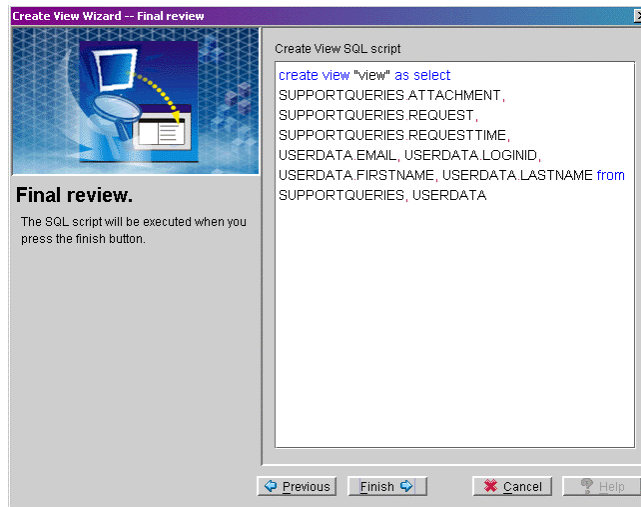 Create View Wizard -- Final review
Create View SQL script
create view "view" as select
SUPPORTQUERIES.ATTACHMENT,
SUPPORTQUERIES.REQUEST,
SUPPORTQUERIES.REQUESTTIME,
USERDATA.EMAIL, USERDATA.LOGINID,
USERDATA.FIRSTNAME, USERDATA.LASTNAME from
SUPPORTQUERIES, USERDATA
Final review.
The SQL script will be executed when you
press the finish button.
Previous
Finish
Cancel
Help